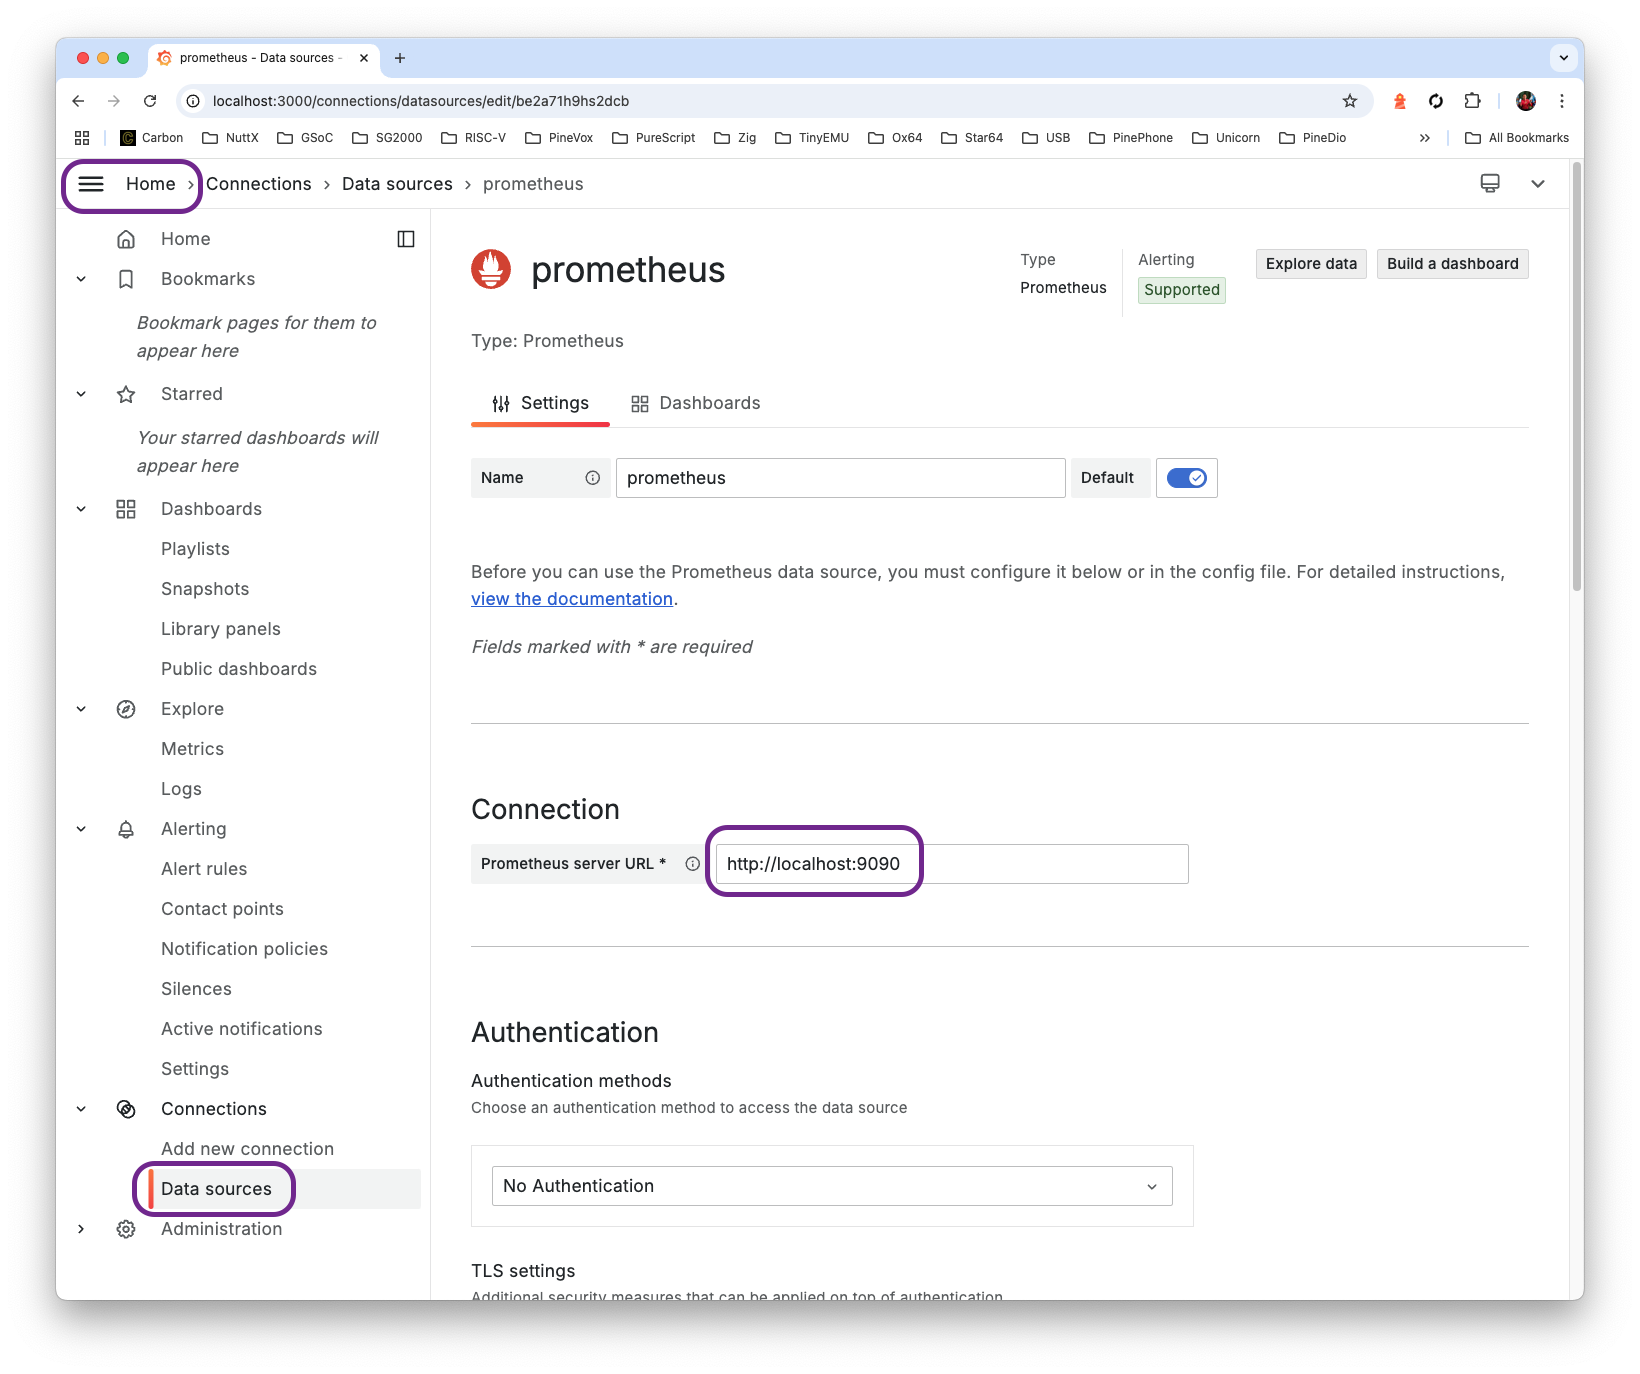 prometheus - Data sources -
localhost:3000/connections/datasources/edit/be2a71h9hs2dcb
Carbon NuttX GSoC SG2000 RISC-V PineVox PureScript Zig TinyEMU Ox64 Star64 USB PinePhone Unicorn PineDio » All Bookmarks
Home › Connections › Data sources › prometheus
Home
Bookmarks
Bookmark pages for them to
appear here
Starred
Your starred dashboards will
appear here
Dashboards
Playlists
Snapshots
Library panels
Public dashboards
Explore
Metrics
Logs
Alerting
Alert rules
Contact points
Notification policies
Silences
Active notifications
Settings
Connections
Add new connection
Data sources
Administration
prometheus
Type
Prometheus
Alerting
Supported
Explore data
Build a dashboard
Type: Prometheus
Settings Dashboards
Name prometheus Default
Before you can use the Prometheus data source, you must configure it below or in the config file. For detailed instructions,
view the documentation.
Fields marked with * are required
Connection
Prometheus server URL * http://localhost:9090
Authentication
Authentication methods
Choose an authentication method to access the data source
No Authentication
TLS settings
Additional security measures that can be applied on top of authentication